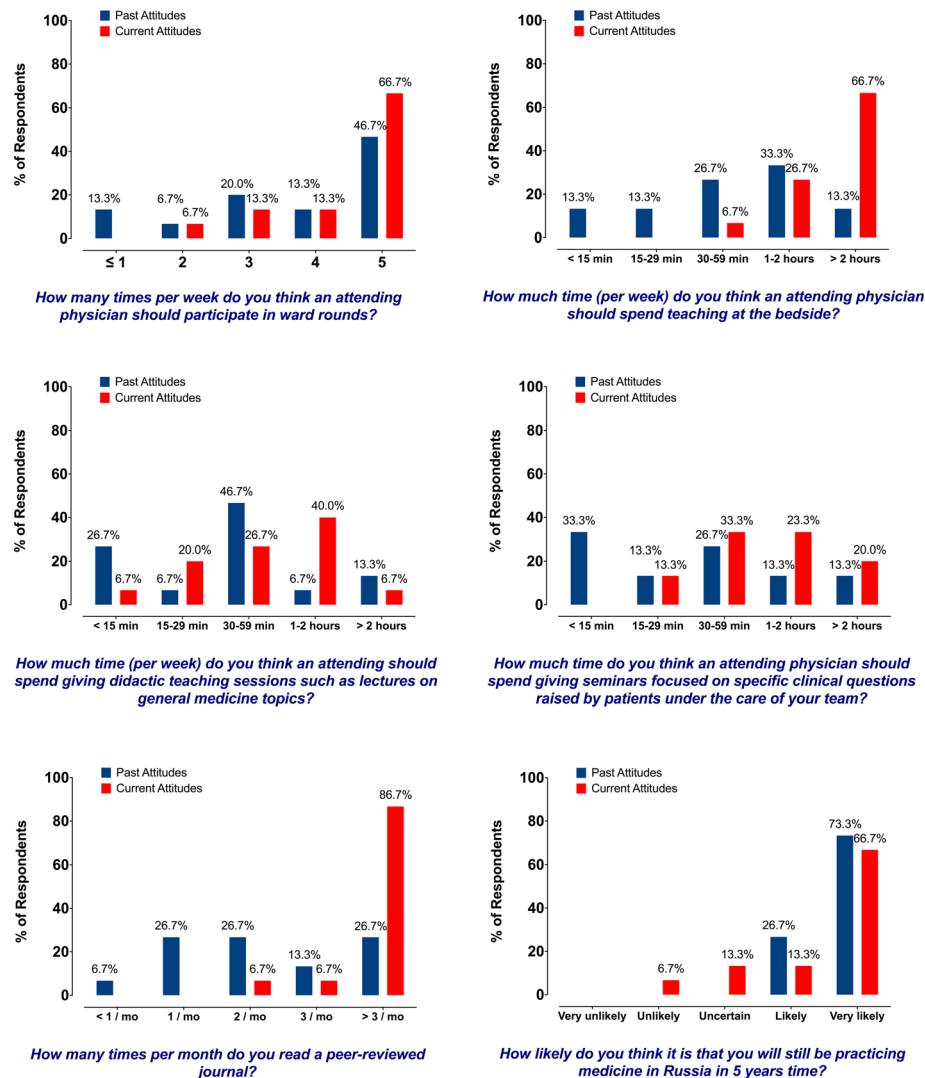 Past Attitudes
Current Attitudes
% of Respondents
100
80
60
40
20
0
13.3%
6.7%
6.7%
20.0%
13.3%
13.3%
13.3%
46.7%
66.7%
≤ 1
2
3
4
5
How many times per week do you think an attending
physician should participate in ward rounds?
Past Attitudes
Current Attitudes
% of Respondents
100
80
60
40
20
0
13.3%
13.3%
26.7%
6.7%
33.3%
26.7%
13.3%
66.7%
< 15 min
15-29 min
30-59 min
1-2 hours
> 2 hours
How much time (per week) do you think an attending physician
should spend teaching at the bedside?
Past Attitudes
Current Attitudes
% of Respondents
100
80
60
40
20
0
26.7%
6.7%
6.7%
20.0%
46.7%
26.7%
6.7%
40.0%
13.3%
6.7%
< 15 min
15-29 min
30-59 min
1-2 hours
> 2 hours
How much time (per week) do you think an attending should
spend giving didactic teaching sessions such as lectures on
general medicine topics?
Past Attitudes
Current Attitudes
% of Respondents
100
80
60
40
20
0
33.3%
13.3%
13.3%
26.7%
33.3%
13.3%
23.3%
13.3%
20.0%
< 15 min
15-29 min
30-59 min
1-2 hours
> 2 hours
How much time do you think an attending physician should
spend giving seminars focused on specific clinical questions
raised by patients under the care of your team?
Past Attitudes
Current Attitudes
% of Respondents
100
80
60
40
20
0
6.7%
26.7%
26.7%
6.7%
13.3%
6.7%
26.7%
86.7%
< 1 / mo
1 / mo
2 / mo
3 / mo
> 3 / mo
How many times per month do you read a peer-reviewed
journal?
Past Attitudes
Current Attitudes
% of Respondents
100
80
60
40
20
0
6.7%
13.3%
26.7%
13.3%
73.3%
66.7%
Very unlikely
Unlikely
Uncertain
Likely
Very likely
How likely do you think it is that you will still be practicing
medicine in Russia in 5 years time?